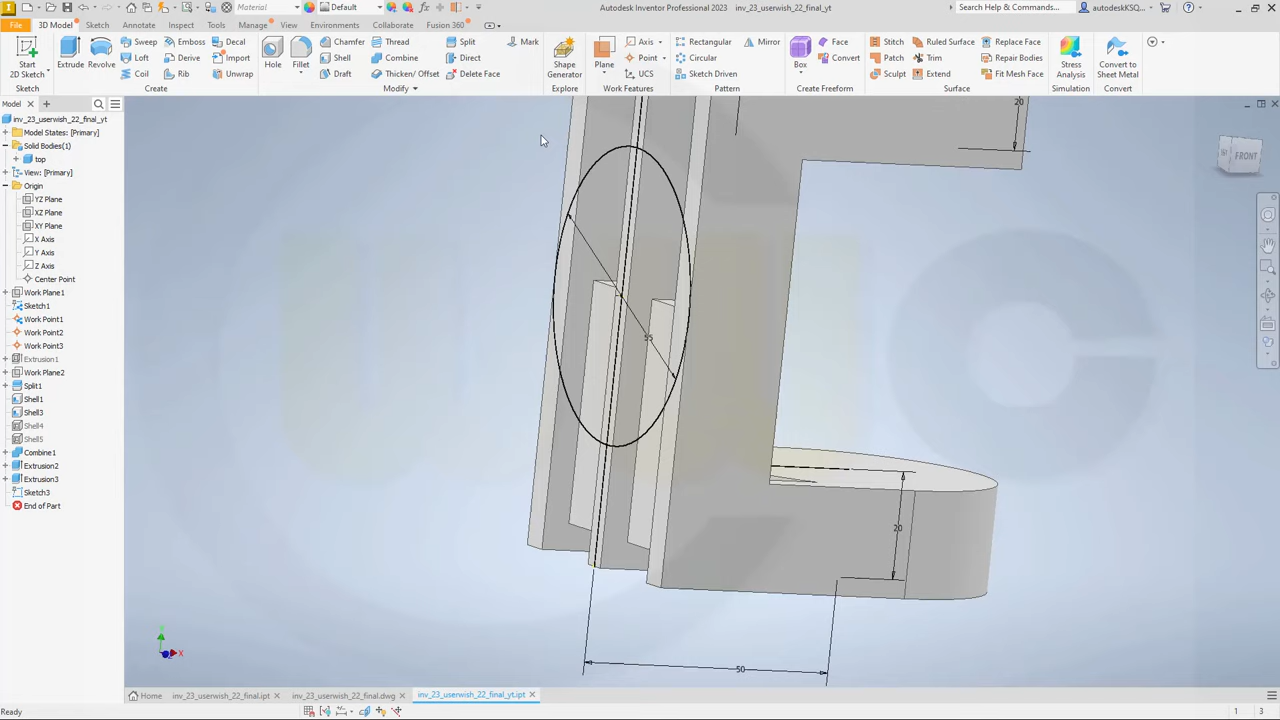 Material
Default
Autodesk Inventor Professional 2023 inv_23_userwish_22_final_yt
Search Help & Commands...
autodeskKSQ...
File 3D Model Sketch Annotate Inspect Tools Manage View Environments Collaborate Fusion 360
Start
2D Sketch
Extrude
Revolve
Sweep
Loft
Coil
Emboss
Derive
Rib
Decal
Import
Unwrap
Hole
Fillet
Chamfer
Shell
Draft
Thread
Combine
Thicken/ Offset
Split
Direct
Delete Face
Mark
Shape
Generator
Plane
Axis
Point
UCS
Rectangular
Circular
Sketch Driven
Mirror
Box
Face
Convert
Stitch
Patch
Sculpt
Ruled Surface
Trim
Extend
Replace Face
Repair Bodies
Fit Mesh Face
Stress
Analysis
Convert to
Sheet Metal
Sketch Create Modify Explore Work Features Pattern Create Freeform Surface Simulation Convert
Model
inv_23_userwish_22_final_yt
Model States: [Primary]
Solid Bodies(1)
top
View: [Primary]
Origin
YZ Plane
XZ Plane
XY Plane
X Axis
Y Axis
Z Axis
Center Point
Work Plane1
Sketch1
Work Point1
Work Point2
Work Point3
Extrusion1
Work Plane2
Split1
Shell1
Shell3
Shell4
Shell5
Combine1
Extrusion2
Extrusion3
Sketch3
End of Part
20
FRONT
55
20
50
X
Home inv_23_userwish_22_final.ipt inv_23_userwish_22_final.dwg inv_23_userwish_22_final_yt.ipt
Ready
1 3